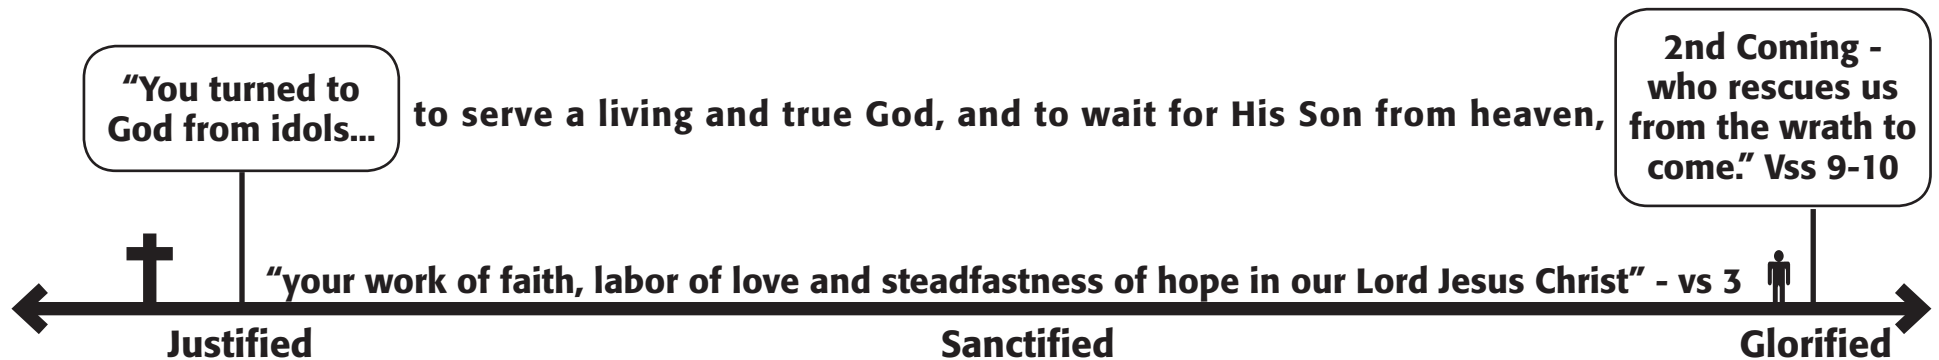 “You turned to
God from idols...
to serve a living and true God, and to wait for His Son from heaven,
2nd Coming -
who rescues us
from the wrath to
come.” Vss 9-10
“your work of faith, labor of love and steadfastness of hope in our Lord Jesus Christ” - vs 3
Justified
Sanctified
Glorified